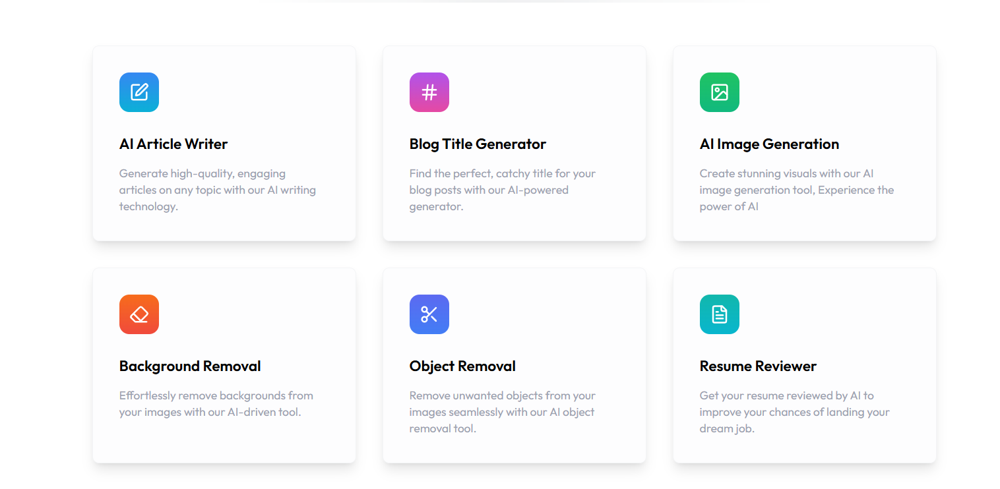 AI Article Writer
Generate high-quality, engaging
articles on any topic with our AI writing
technology.
Blog Title Generator
Find the perfect, catchy title for your
blog posts with our AI-powered
generator.
AI Image Generation
Create stunning visuals with our AI
image generation tool, Experience the
power of AI
Background Removal
Effortlessly remove backgrounds from
your images with our AI-driven tool.
Object Removal
Remove unwanted objects from your
images seamlessly with our AI object
removal tool.
Resume Reviewer
Get your resume reviewed by AI to
improve your chances of landing your
dream job.